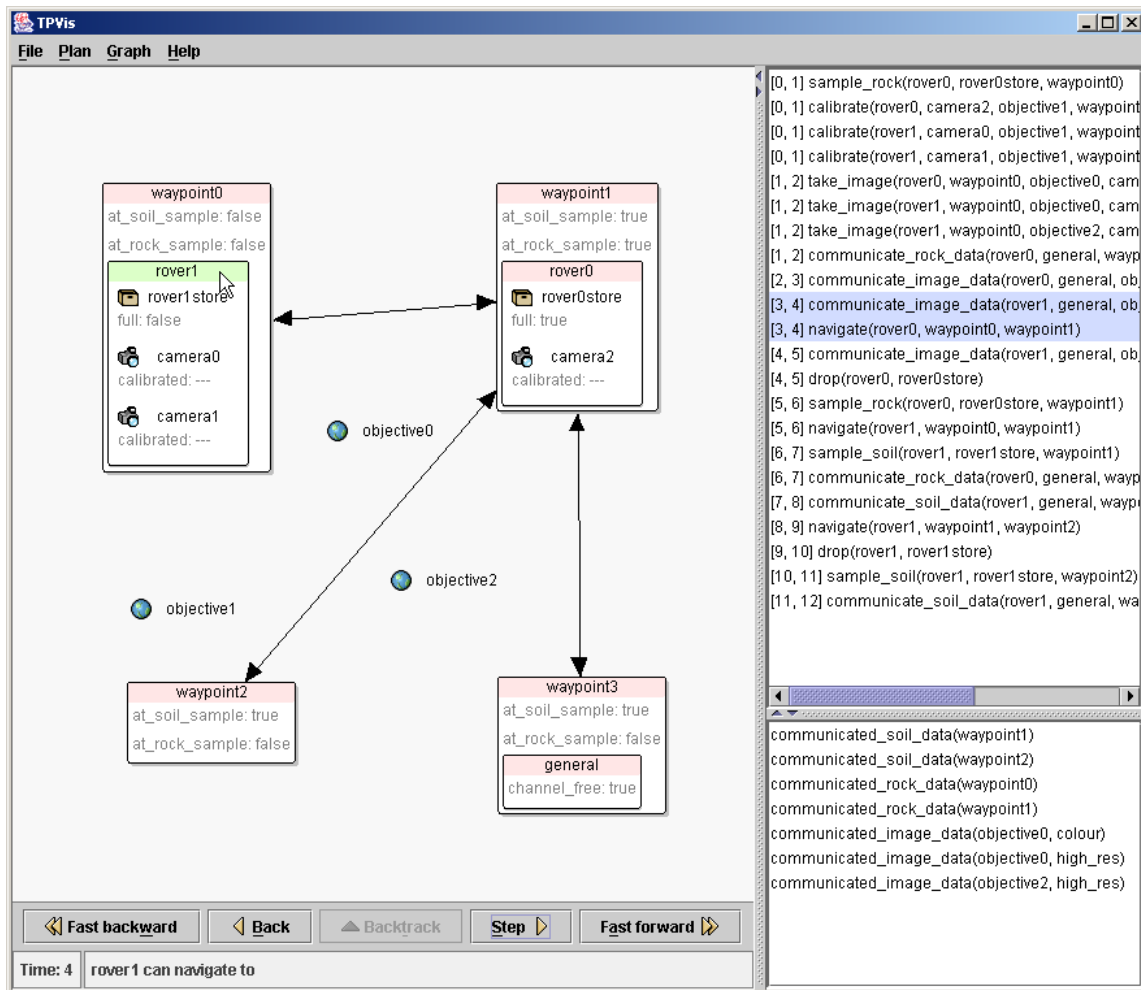 TPVis
File Plan Graph Help
waypoint0
at_soil_sample: false
at_rock_sample: false
rover1
rover1store
full: false
camera0
calibrated: ---
camera1
calibrated: ---
waypoint1
at_soil_sample: true
at_rock_sample: true
rover0
rover0store
full: true
camera2
calibrated: ---
objective0
objective2
objective1
waypoint2
at_soil_sample: true
at_rock_sample: false
waypoint3
at_soil_sample: true
at_rock_sample: false
general
channel_free: true
Fast backward Back Backtrack Step Fast forward
Time: 4 rover1 can navigate to
[0, 1] sample_rock(rover0, rover0store, waypoint0)
[0, 1] calibrate(rover0, camera2, objective1, waypoint
[0, 1] calibrate(rover1, camera0, objective1, waypoint
[0, 1] calibrate(rover1, camera1, objective1, waypoint
[1, 2] take_image(rover0, waypoint0, objective0, cam
[1, 2] take_image(rover1, waypoint0, objective0, cam
[1, 2] take_image(rover1, waypoint0, objective2, cam
[1, 2] communicate_rock_data(rover0, general, wayp
[2, 3] communicate_image_data(rover0, general, ob
[3, 4] communicate_image_data(rover1, general, ob
[3, 4] navigate(rover0, waypoint0, waypoint1)
[4, 5] communicate_image_data(rover1, general, ob
[4, 5] drop(rover0, rover0store)
[5, 6] sample_rock(rover0, rover0store, waypoint1)
[5, 6] navigate(rover1, waypoint0, waypoint1)
[6, 7] sample_soil(rover1, rover1store, waypoint1)
[6, 7] communicate_rock_data(rover0, general, wayp
[7, 8] communicate_soil_data(rover1, general, wayp
[8, 9] navigate(rover1, waypoint1, waypoint2)
[9, 10] drop(rover1, rover1store)
[10, 11] sample_soil(rover1, rover1store, waypoint2)
[11, 12] communicate_soil_data(rover1, general, wa
communicated_soil_data(waypoint1)
communicated_soil_data(waypoint2)
communicated_rock_data(waypoint0)
communicated_rock_data(waypoint1)
communicated_image_data(objective0, colour)
communicated_image_data(objective0, high_res)
communicated_image_data(objective2, high_res)